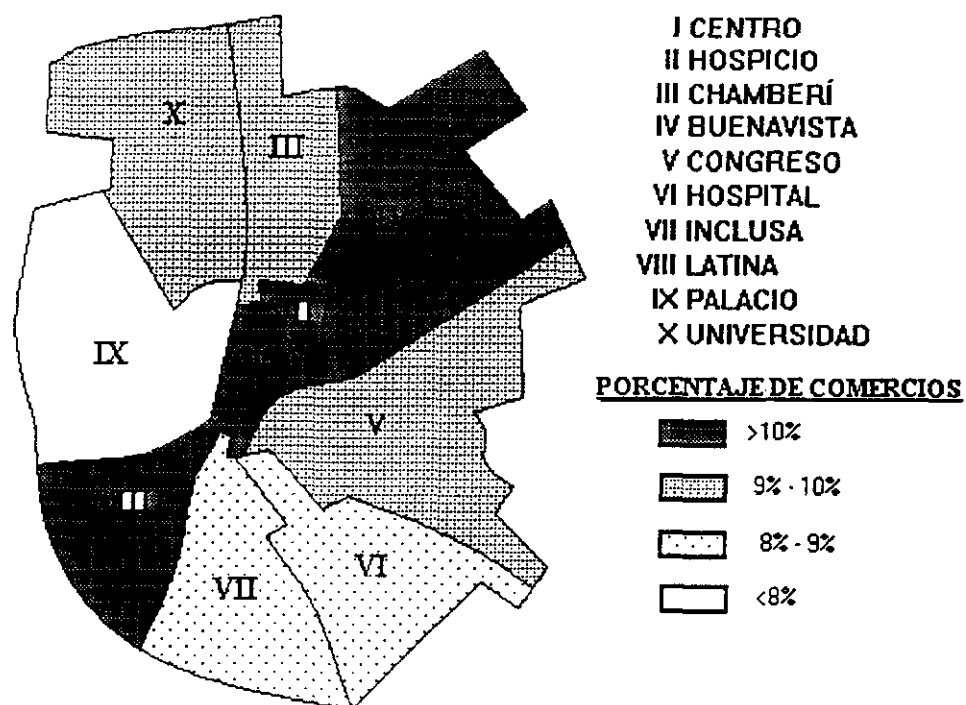 I CENTRO
II HOSPICIO
III CHAMBERÍ
IV BUENAVISTA
V CONGRESO
VI HOSPITAL
VII INCLUSA
VIII LATINA
IX PALACIO
X UNIVERSIDAD
PORCENTAJE DE COMERCIOS
>10%
9% - 10%
8% - 9%
<8%
X
III
IX
V
VII
VI